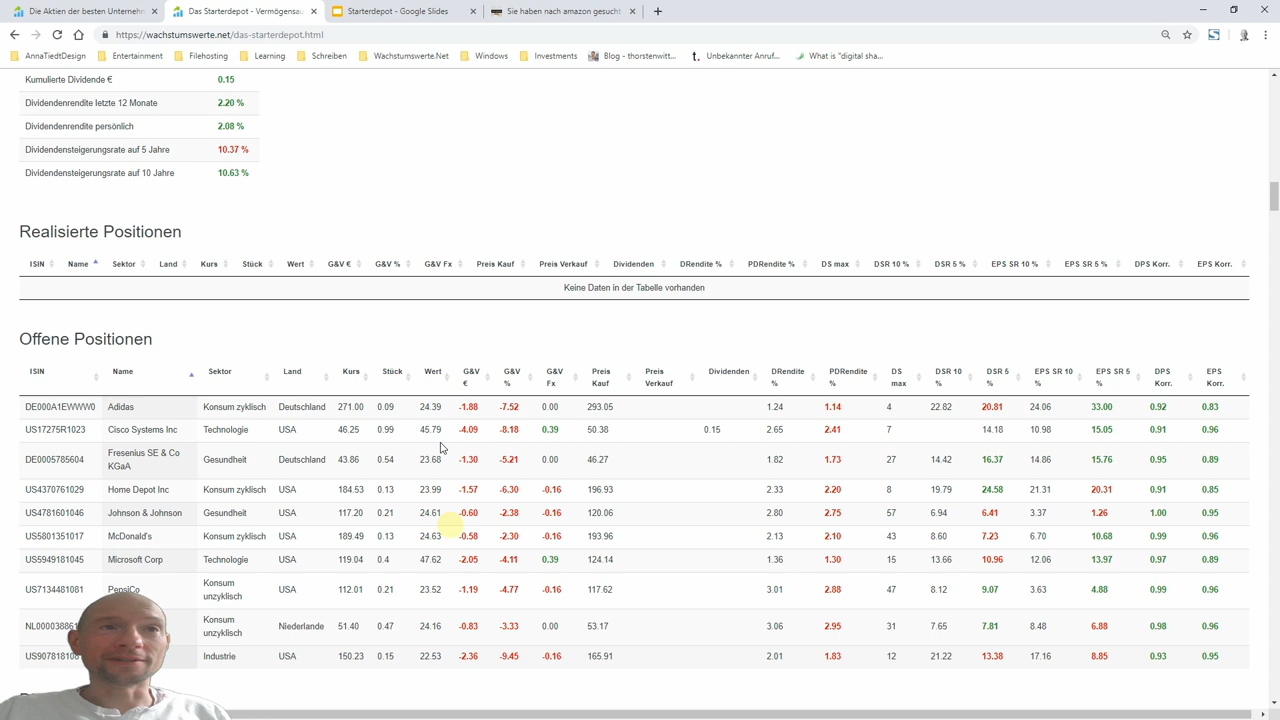 Die Aktien der besten Unternehm
Das Starterdepot - Vermögensau
Starterdepot - Google Slides
Sie haben nach amazon gesucht
https://wachstumswerte.net/das-starterdepot.html
AnnaTiedtDesign Entertainment Filehosting Learning Schreiben Wachstumswerte.Net Windows Investments Blog - thorstenwitt... Unbekannter Anruf... What is "digital sha...
Kumulierte Dividende € 0.15
Dividendenrendite letzte 12 Monate 2.20 %
Dividendenrendite persönlich 2.08 %
Dividendensteigerungsrate auf 5 Jahre 10.37 %
Dividendensteigerungsrate auf 10 Jahre 10.63 %
Realisierte Positionen
ISIN Name Sektor Land Kurs Stück Wert G&V € G&V % G&V Fx Preis Kauf Preis Verkauf Dividenden DRendite % PDRendite % DS max DSR 10 % DSR 5 % EPS SR 10 % EPS SR 5 % DPS Korr. EPS Korr.
Keine Daten in der Tabelle vorhanden
Offene Positionen
ISIN Name Sektor Land Kurs Stück Wert G&V € G&V % G&V Fx Preis Kauf Preis Verkauf Dividenden DRendite % PDRendite % DS max DSR 10 % DSR 5 % EPS SR 10 % EPS SR 5 % DPS Korr. EPS Korr.
DE000A1EWWW0 Adidas Konsum zyklisch Deutschland 271.00 0.09 24.39 -1.88 -7.52 0.00 293.05 1.24 1.14 4 22.82 20.81 24.06 33.00 0.92 0.83
US17275R1023 Cisco Systems Inc Technologie USA 46.25 0.99 45.79 -4.09 -8.18 0.39 50.38 0.15 2.65 2.41 7 14.18 10.98 15.05 0.91 0.96
DE0005785604 Fresenius SE & Co KGaA Gesundheit Deutschland 43.86 0.54 23.68 -1.30 -5.21 0.00 46.27 1.82 1.73 27 14.42 16.37 14.86 15.76 0.95 0.89
US4370761029 Home Depot Inc Konsum zyklisch USA 184.53 0.13 23.99 -1.57 -6.30 -0.16 196.93 2.33 2.20 8 19.79 24.58 21.31 20.31 0.91 0.85
US4781601046 Johnson & Johnson Gesundheit USA 117.20 0.21 24.61 -0.60 -2.38 -0.16 120.06 2.80 2.75 57 6.94 6.41 3.37 1.26 1.00 0.96
US5801351017 McDonald's Konsum zyklisch USA 189.49 0.13 24.63 -0.58 -2.30 -0.16 193.96 2.13 2.10 43 8.60 7.23 6.70 10.68 0.99 0.96
US5949181045 Microsoft Corp Technologie USA 119.04 0.4 47.62 -2.05 -4.11 0.39 124.14 1.36 1.30 15 13.66 10.96 12.06 13.97 0.97 0.89
US7134481081 PepsiCo Konsum unzyklisch USA 112.01 0.21 23.52 -1.19 -4.77 -0.16 117.62 3.01 2.88 47 8.12 9.07 3.63 4.88 0.99 0.96
Konsum unzyklisch Niederlande 51.40 0.47 24.16 -0.83 -3.33 0.00 53.17 3.06 2.95 31 7.65 7.81 8.48 6.88 0.98 0.96
Industrie USA 150.23 0.15 22.53 -2.36 -9.45 -0.16 165.91 2.01 1.83 12 21.22 13.38 17.16 8.85 0.93 0.95